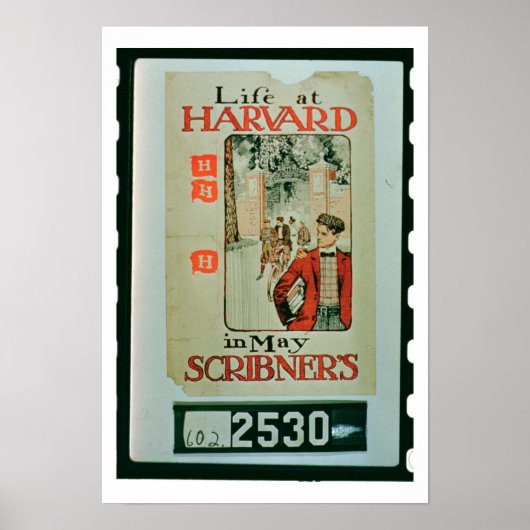 Life at
HARVARD
H
H
H
in May
SCRIBNER'S
602. 2530